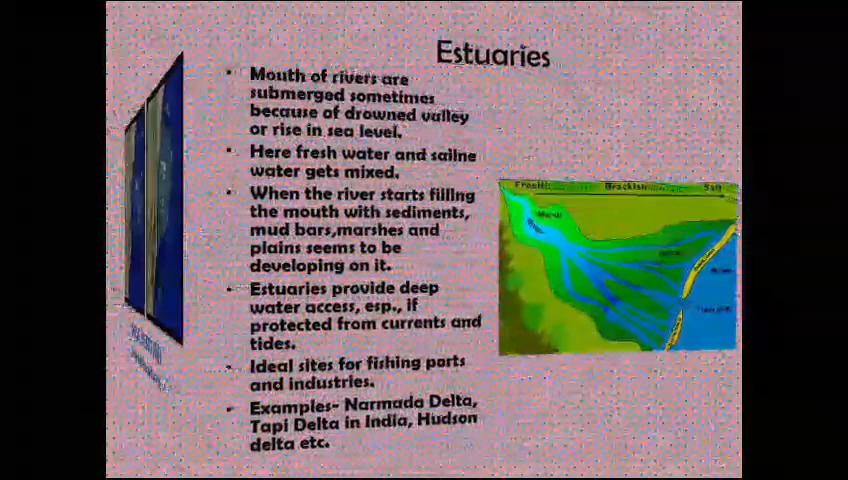 Estuaries
• Mouth of rivers are
submerged sometimes
because of drowned valley
or rise in sea level.
• Here fresh water and saline
water gets mixed.
• When the river starts filling
the mouth with sediments,
mud bars,marshes and
plains seems to be
developing on it.
• Estuaries provide deep
water access, esp., if
protected from currents and
tides.
• Ideal sites for fishing ports
and industries.
• Examples- Narmada Delta,
Tapi Delta in India, Hudson
delta etc.
Brackish
Salt